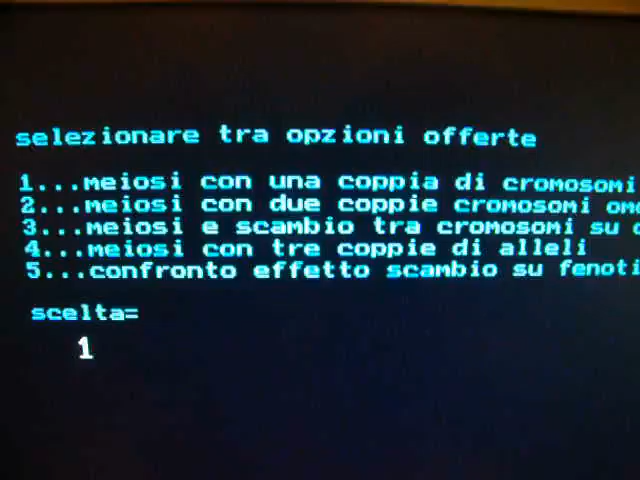 selezionare tra opzioni offerte
1...meiosi con una coppia di cromosomi
2...meiosi con due coppie cromosomi
3...meiosi e scambio tra cromosomi su
4...meiosi con tre coppie di alleli
5...confronto effetto scambio su
scelta=
1